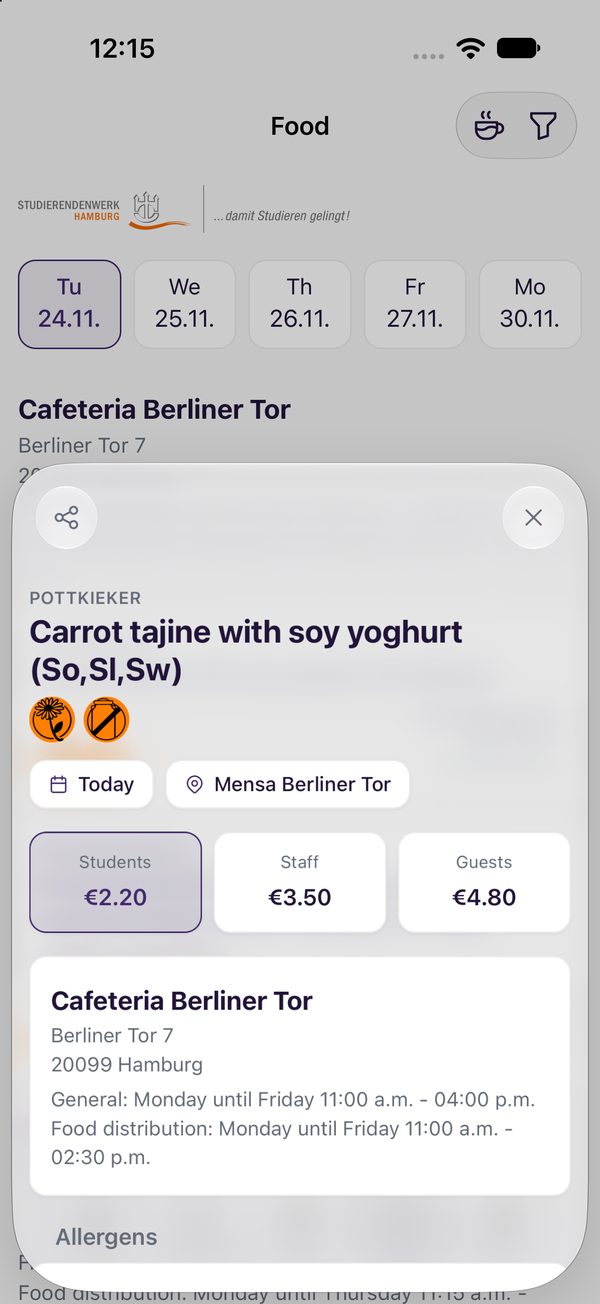 12:15
Food
STUDIERENDENWERK
HAMBURG
...damit Studieren gelingt!
Tu
24.11.
We
25.11.
Th
26.11.
Fr
27.11.
Mo
30.11.
Cafeteria Berliner Tor
Berliner Tor 7
POTTKIEKER
Carrot tajine with soy yoghurt
(So,Sl,Sw)
Today
Mensa Berliner Tor
Students
€2.20
Staff
€3.50
Guests
€4.80
Cafeteria Berliner Tor
Berliner Tor 7
20099 Hamburg
General: Monday until Friday 11:00 a.m. - 04:00 p.m.
Food distribution: Monday until Friday 11:00 a.m. -
02:30 p.m.
Allergens
Food distribution: Monday until Thursday 11:15 a.m. -